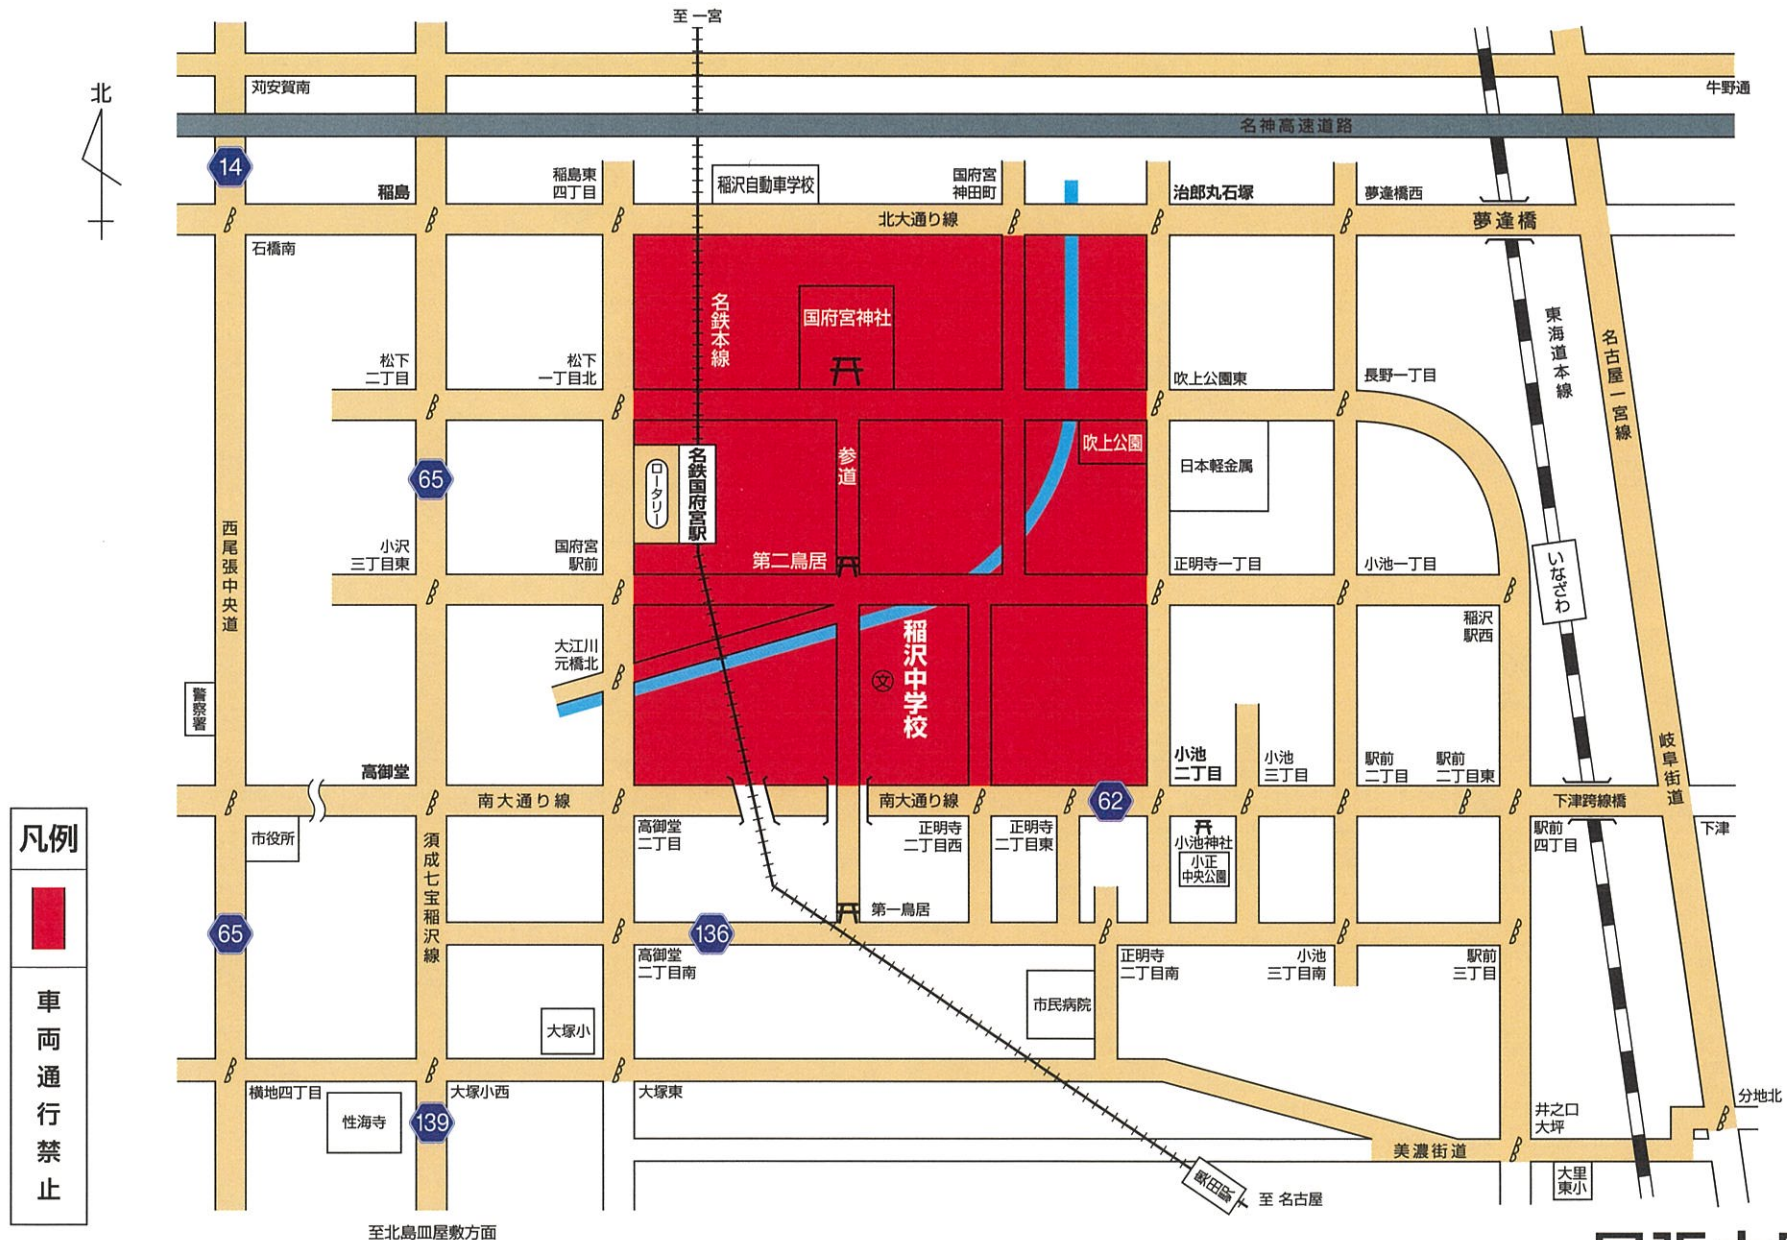 至 一宮
北
苅安賀南
牛野通
名神高速道路
14
稲島
稲島東
四丁目
稲沢自動車学校
国府宮
神田町
治郎丸石塚
夢逢橋西
北大通り線
夢逢橋
石橋南
名鉄本線
国府宮神社
東海道本線
名古屋一宮線
松下
二丁目
松下
一丁目北
吹上公園東
長野一丁目
65
ロータリー
名鉄国府宮駅
参道
吹上公園
日本軽金属
西尾張中央道
小沢
三丁目東
国府宮
駅前
第二鳥居
正明寺一丁目
小池一丁目
いなざわ
大江川
元橋北
稲沢中学校
文
稲沢
駅西
警察署
高御堂
小池
二丁目
小池
三丁目
駅前
二丁目
駅前
二丁目東
岐阜街道
南大通り線
南大通り線
62
下津跨線橋
市役所
須成七宝稲沢線
高御堂
二丁目
正明寺
二丁目西
正明寺
二丁目東
小池神社
小正
中央公園
駅前
四丁目
下津
凡例
車両通行禁止
65
136
第一鳥居
高御堂
二丁目南
正明寺
二丁目南
小池
三丁目南
駅前
三丁目
市民病院
大塚小
横地四丁目
性海寺
139
大塚小西
大塚東
井之口
大坪
分地北
美濃街道
大里
東小
至 名古屋
至北島皿屋敷方面